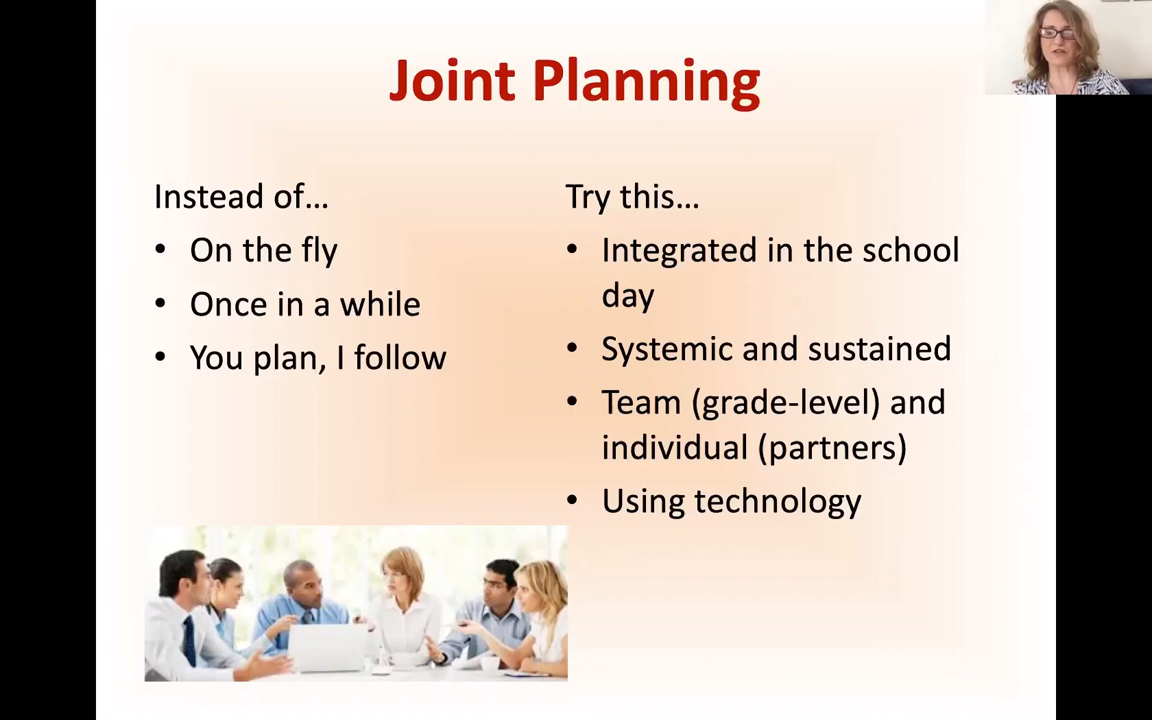 Joint Planning
Instead of...
• On the fly
• Once in a while
• You plan, I follow
Try this...
• Integrated in the school
day
• Systemic and sustained
• Team (grade-level) and
individual (partners)
• Using technology